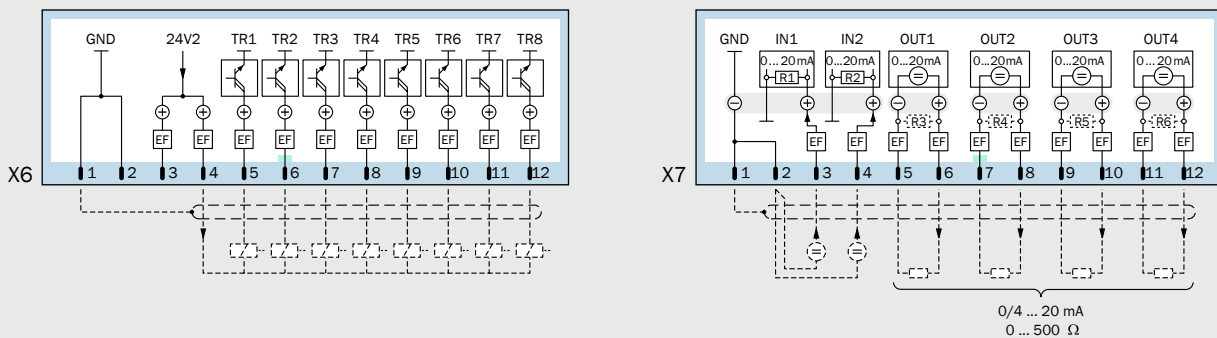 GND 24V2 TR1 TR2 TR3 TR4 TR5 TR6 TR7 TR8
EF EF EF EF EF EF EF EF EF EF
X6 1 2 3 4 5 6 7 8 9 10 11 12
GND IN1 IN2 OUT1 OUT2 OUT3 OUT4
0...20mA 0...20mA 0...20mA 0...20mA 0...20mA 0...20mA
R1 R2
R3 R4 R5 R6
EF EF EF EF EF EF EF EF EF EF
X7 1 2 3 4 5 6 7 8 9 10 11 12
0/4 ... 20 mA
0 ... 500 Ω